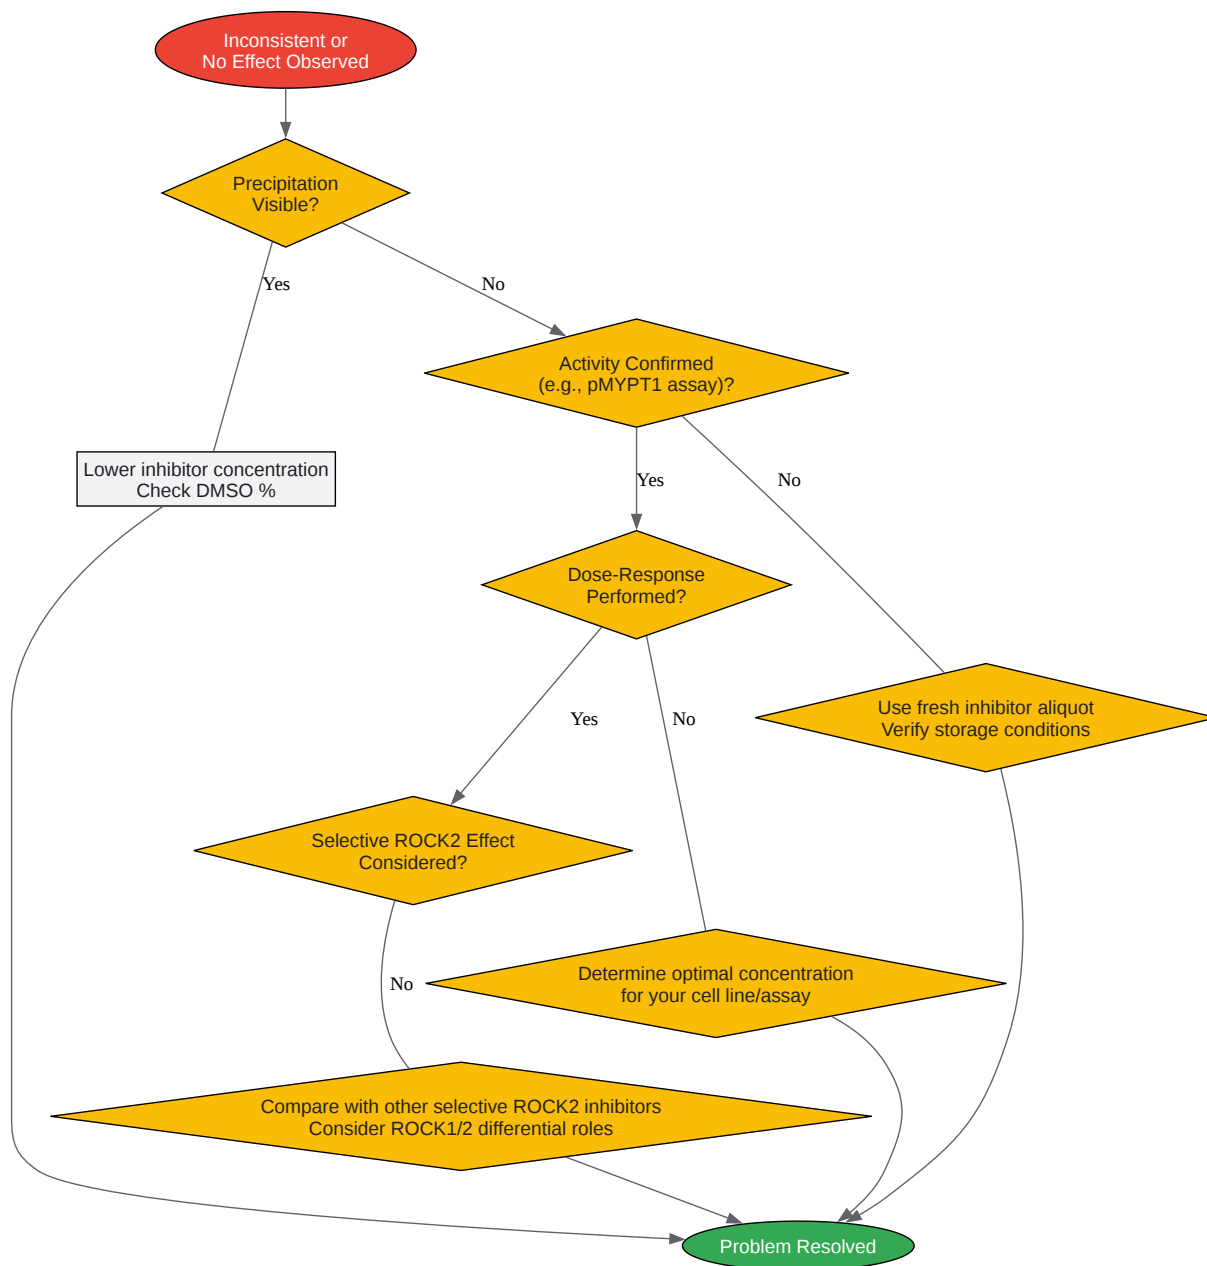 Inconsistent or
No Effect Observed
Precipitation
Visible?
Yes
No
Activity Confirmed
(e.g., pMYPT1 assay)?
Lower inhibitor concentration
Check DMSO %
Yes
No
Dose-Response
Performed?
Use fresh inhibitor aliquot
Verify storage conditions
Yes
No
Selective ROCK2 Effect
Considered?
Determine optimal concentration
for your cell line/assay
No
Compare with other selective ROCK2 inhibitors
Consider ROCK1/2 differential roles
Problem Resolved